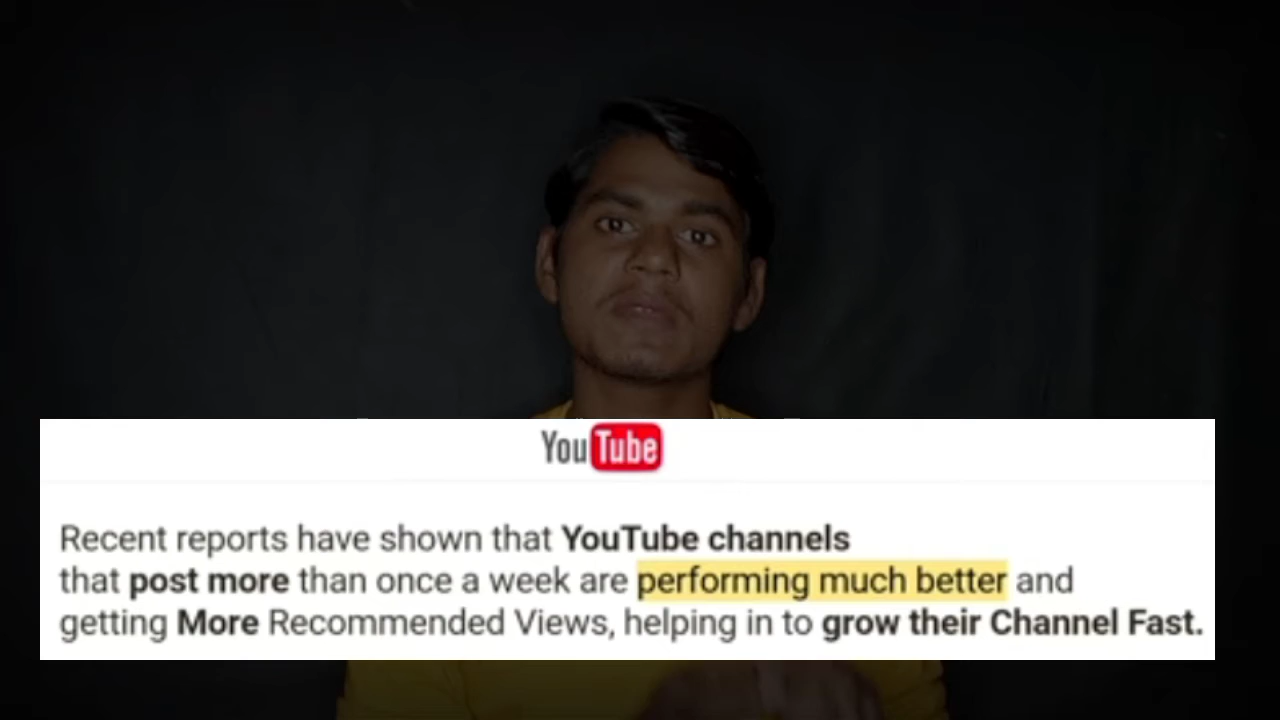 YouTube
Recent reports have shown that YouTube channels
that post more than once a week are performing much better and
getting More Recommended Views, helping in to grow their Channel Fast.